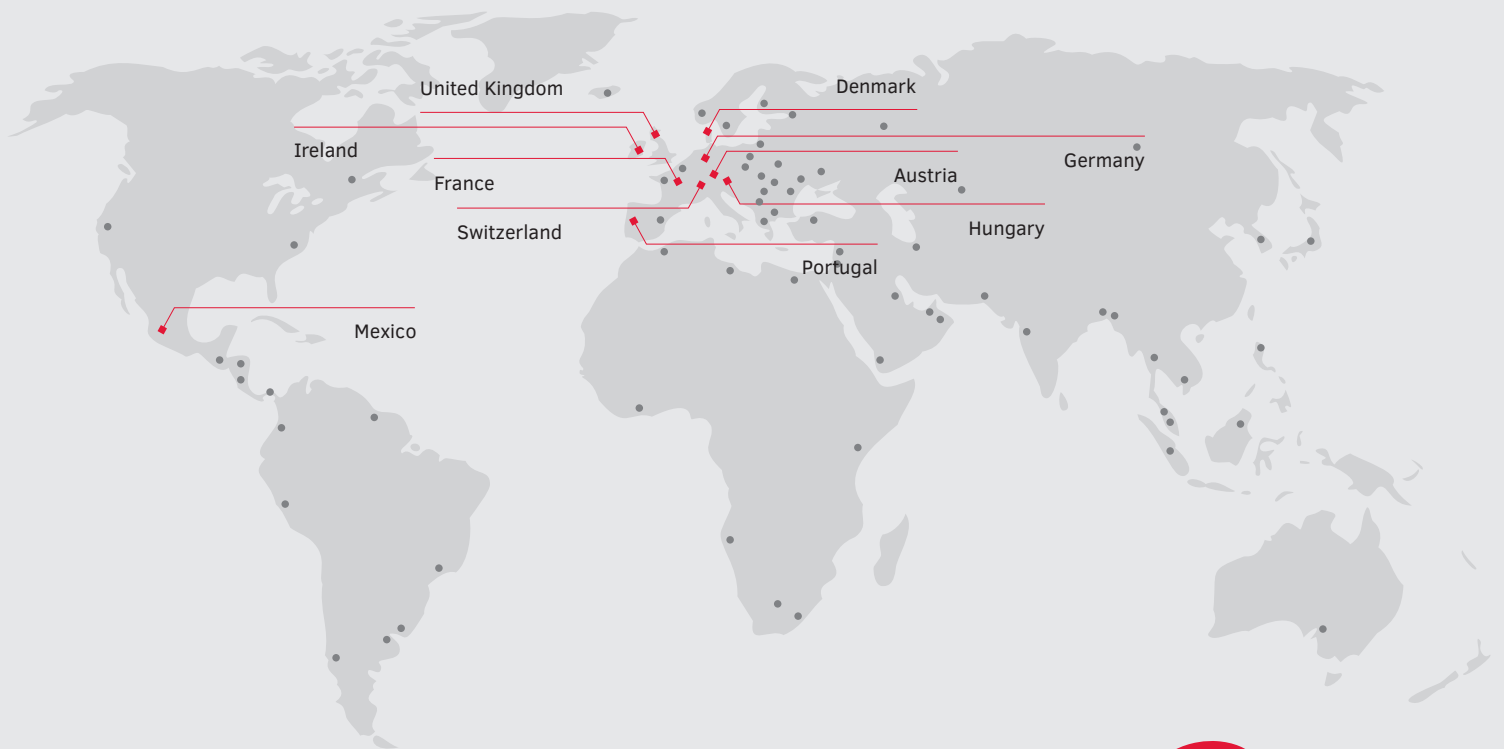 United Kingdom
Denmark
Ireland
Germany
France
Austria
Switzerland
Hungary
Portugal
Mexico